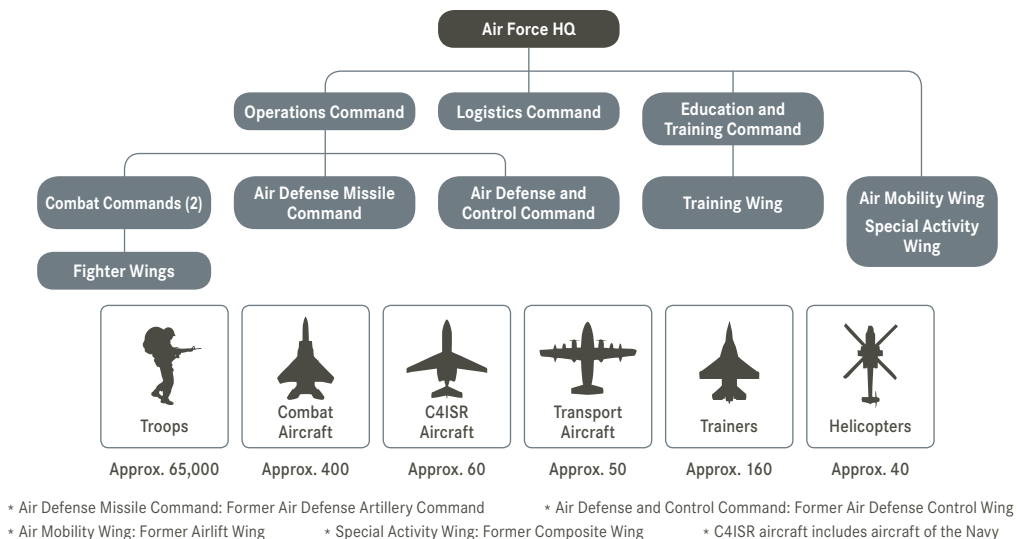 Air Force HQ
Operations Command
Logistics Command
Education and
Training Command
Combat Commands (2)
Air Defense Missile
Command
Air Defense and
Control Command
Training Wing
Air Mobility Wing
Special Activity
Wing
Fighter Wings
Troops
Combat
Aircraft
C4ISR
Aircraft
Transport
Aircraft
Trainers
Helicopters
Approx. 65,000
Approx. 400
Approx. 60
Approx. 50
Approx. 160
Approx. 40
* Air Defense Missile Command: Former Air Defense Artillery Command
* Air Defense and Control Command: Former Air Defense Control Wing
* Air Mobility Wing: Former Airlift Wing
* Special Activity Wing: Former Composite Wing
* C4ISR aircraft includes aircraft of the Navy